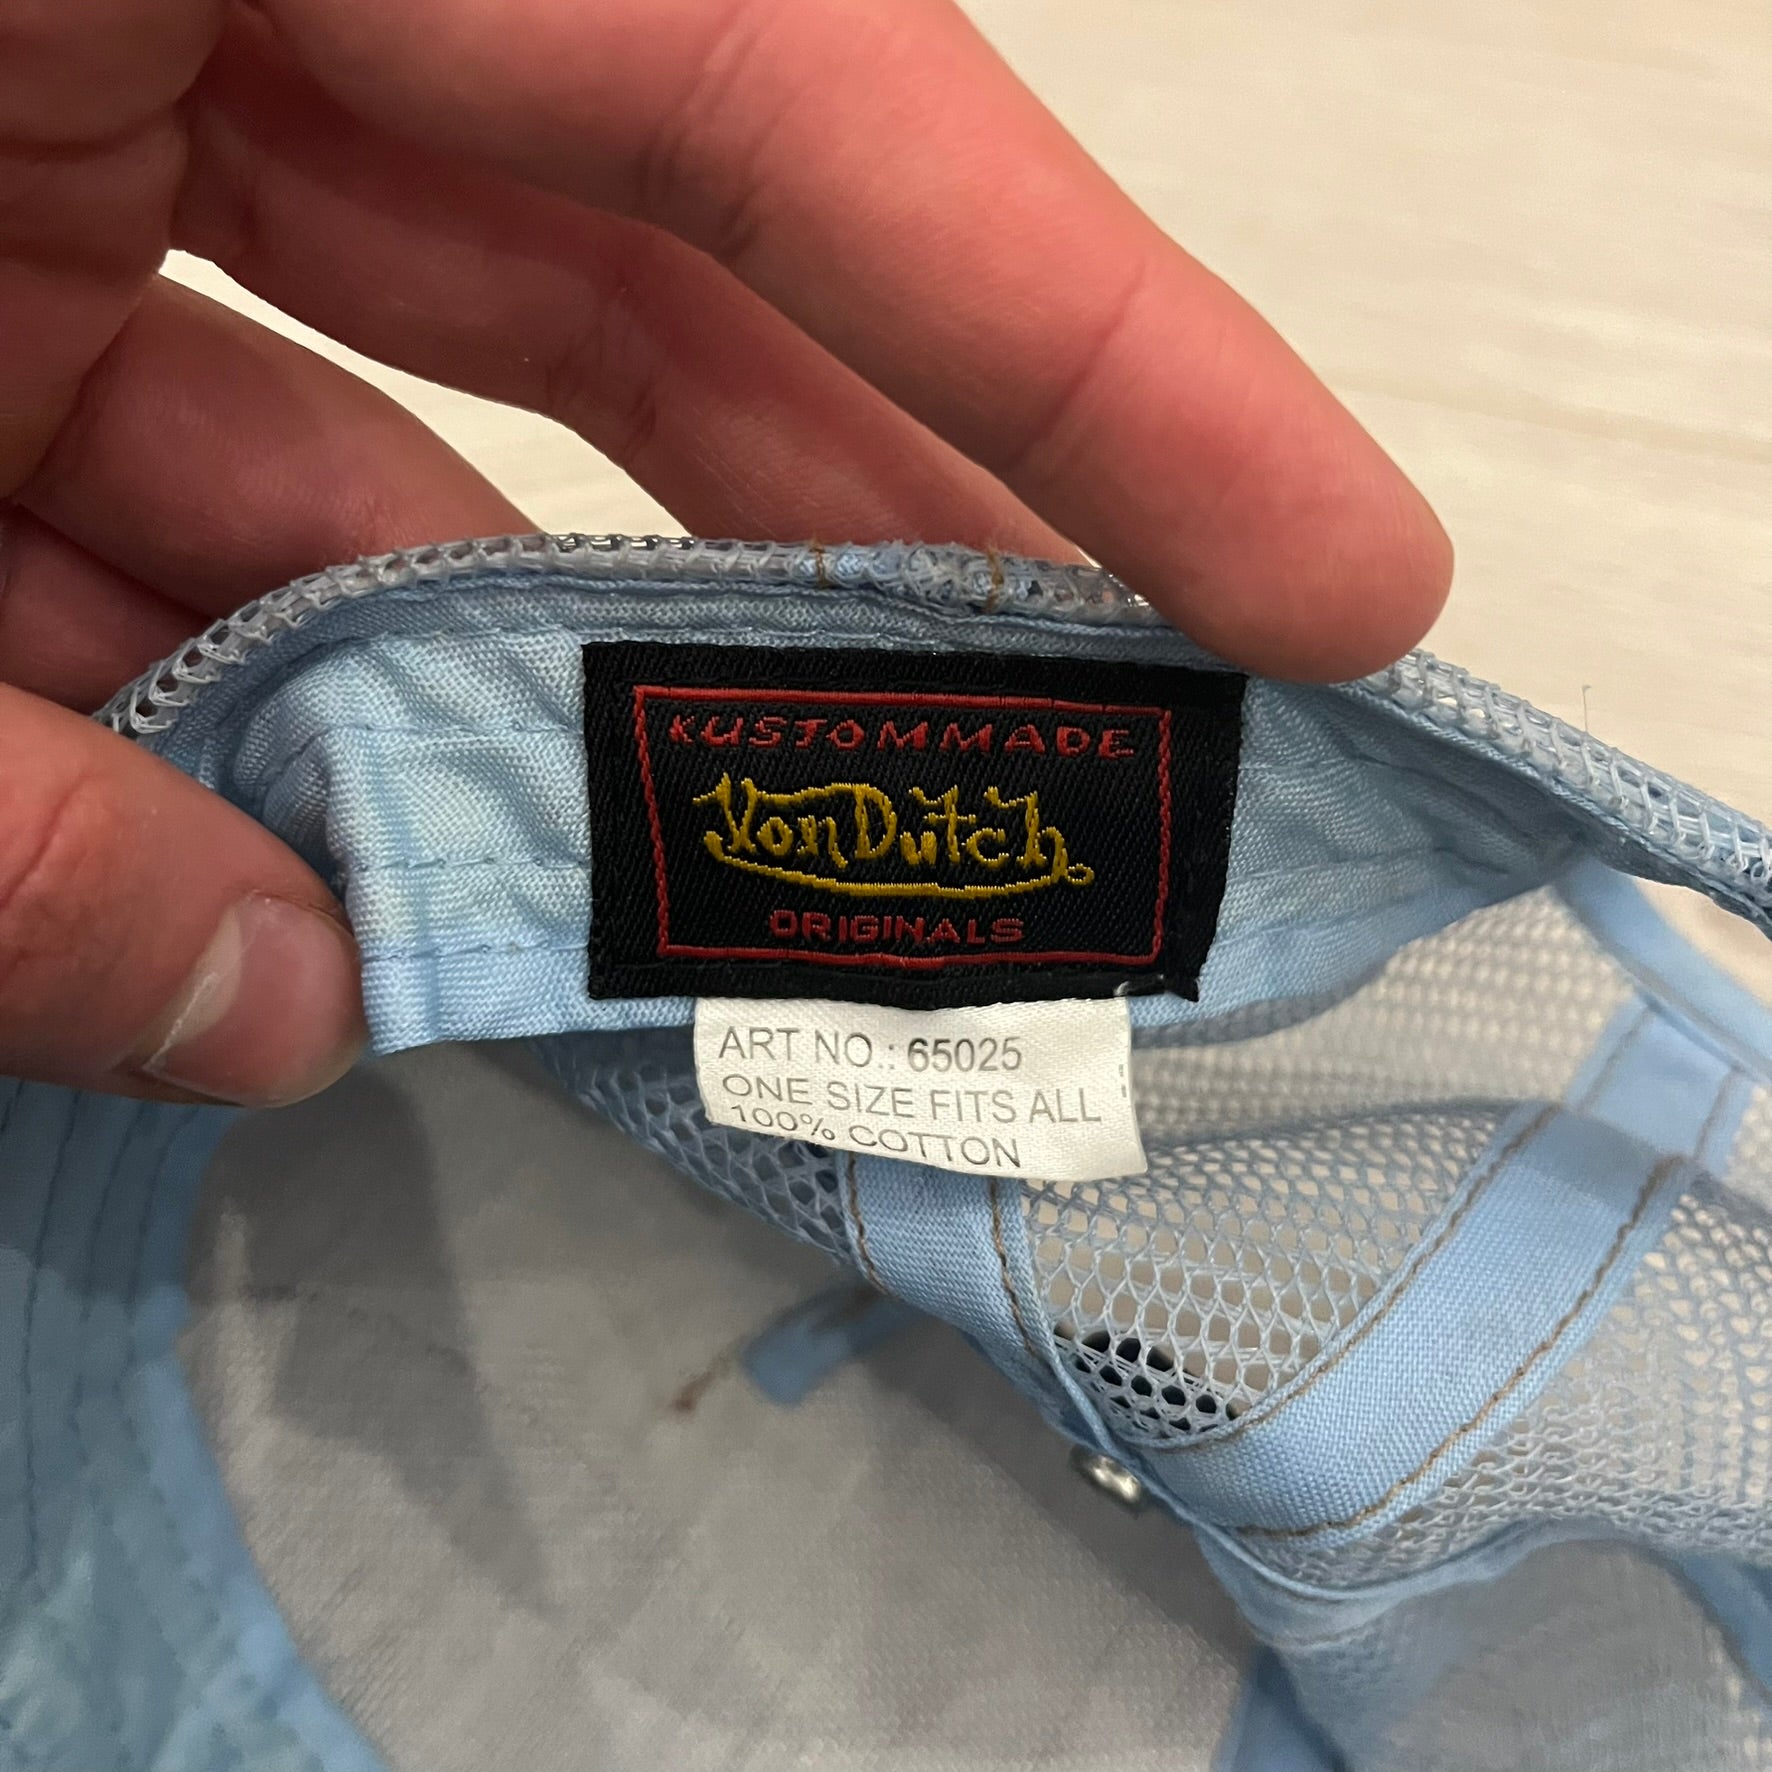 KUSTOMMADE
Von Dutch
ORIGINALS
ART NO.: 65025
ONE SIZE FITS ALL
100% COTTON